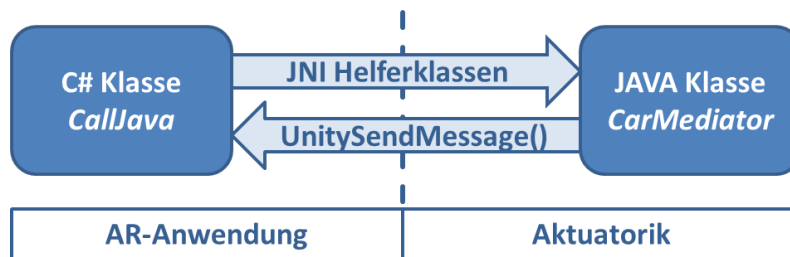 C# Klasse
CallJava
JNI Helferklassen
UnitySendMessage()
JAVA Klasse
CarMediator
AR-Anwendung
Aktuatorik